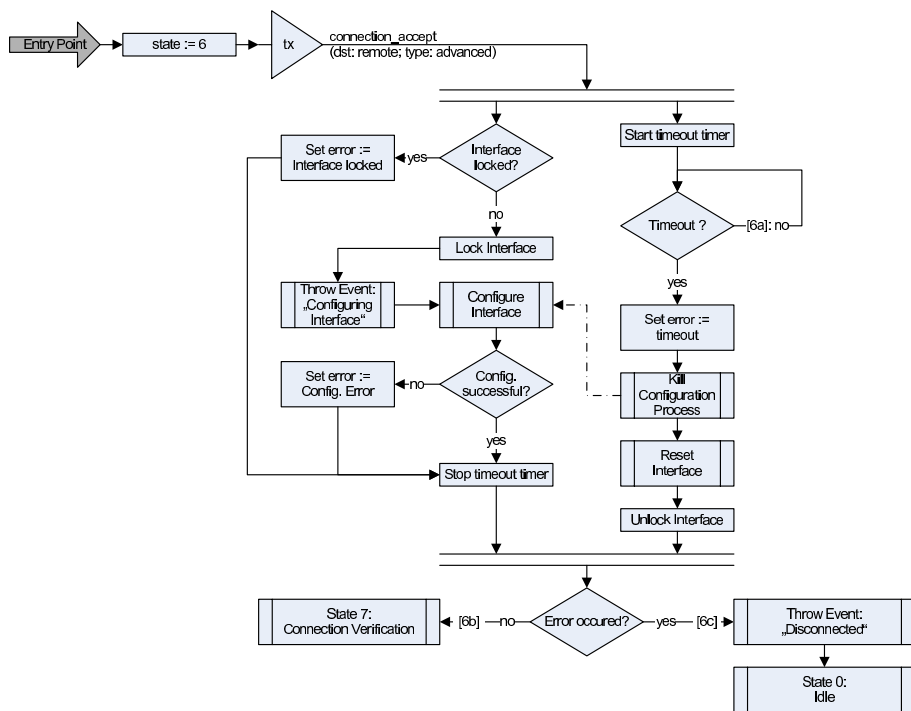 Entry Point
state := 6
tx
connection_accept
(dst: remote; type: advanced)
Set error :=
Interface locked
yes
Interface
locked?
Start timeout timer
no
Timeout ?
[6a]: no
Lock Interface
yes
Throw Event:
„Configuring
Interface“
Configure
Interface
Set error :=
timeout
Set error :=
Config. Error
no
Config.
successful?
Kill
Configuration
Process
yes
Reset
Interface
Stop timeout timer
Unllock Interface
State 7:
Connection Verification
[6b]
no
Error occured?
yes
[6c]
Throw Event:
„Disconnected“
State 0:
Idle